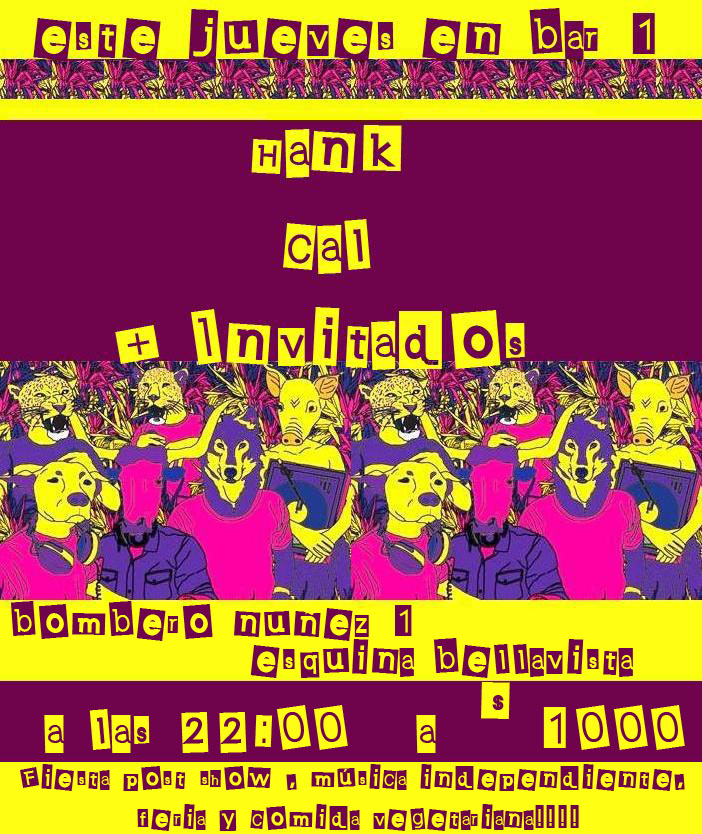 este jueves en bar 1
Hank
Cal
+ Invitados
bombero nuñez 1
esquina bellavista
a las 22:00 a $ 1000
Fiesta post show , música independiente,
feria y comida vegetariana!!!!